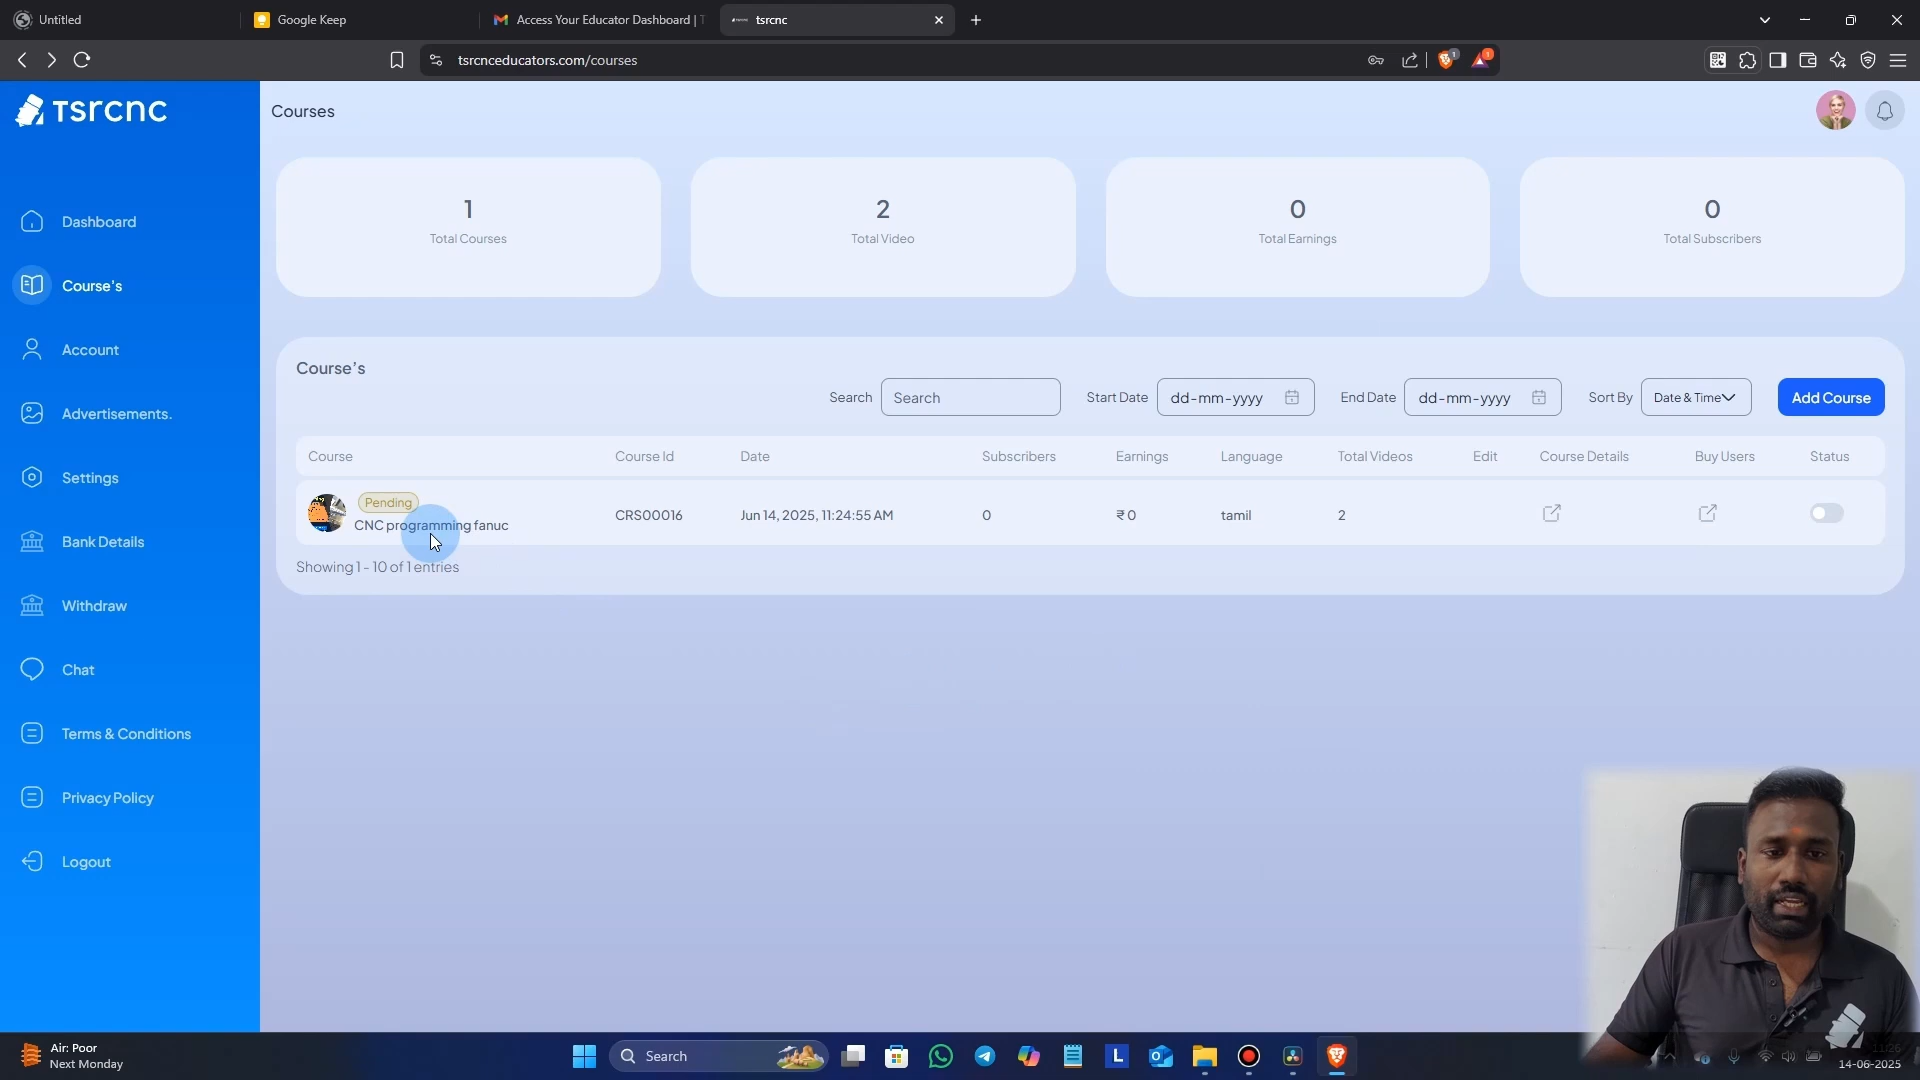 Untitled
Google Keep
Access Your Educator Dashboard | T
tsrcnc
tsrcnceducators.com/courses
1
1
TSrCnC
Courses
Dashboard
Course's
Account
Advertisements.
Settings
Bank Details
Withdraw
Chat
Terms & Conditions
Privacy Policy
Logout
1
Total Courses
2
Total Video
0
Total Earnings
0
Total Subscribers
Course's
Search Search Start Date dd-mm-yyyy End Date dd-mm-yyyy Sort By Date & Time Add Course
Course Course Id Date Subscribers Earnings Language Total Videos Edit Course Details Buy Users Status
Pending
CNC programming fanuc CRS00016 Jun 14, 2025, 11:24:55 AM 0 ₹ 0 tamil 2
Showing 1 - 10 of 1 entries
Air: Poor
Next Monday
Search
L
11:26
14-06-2025